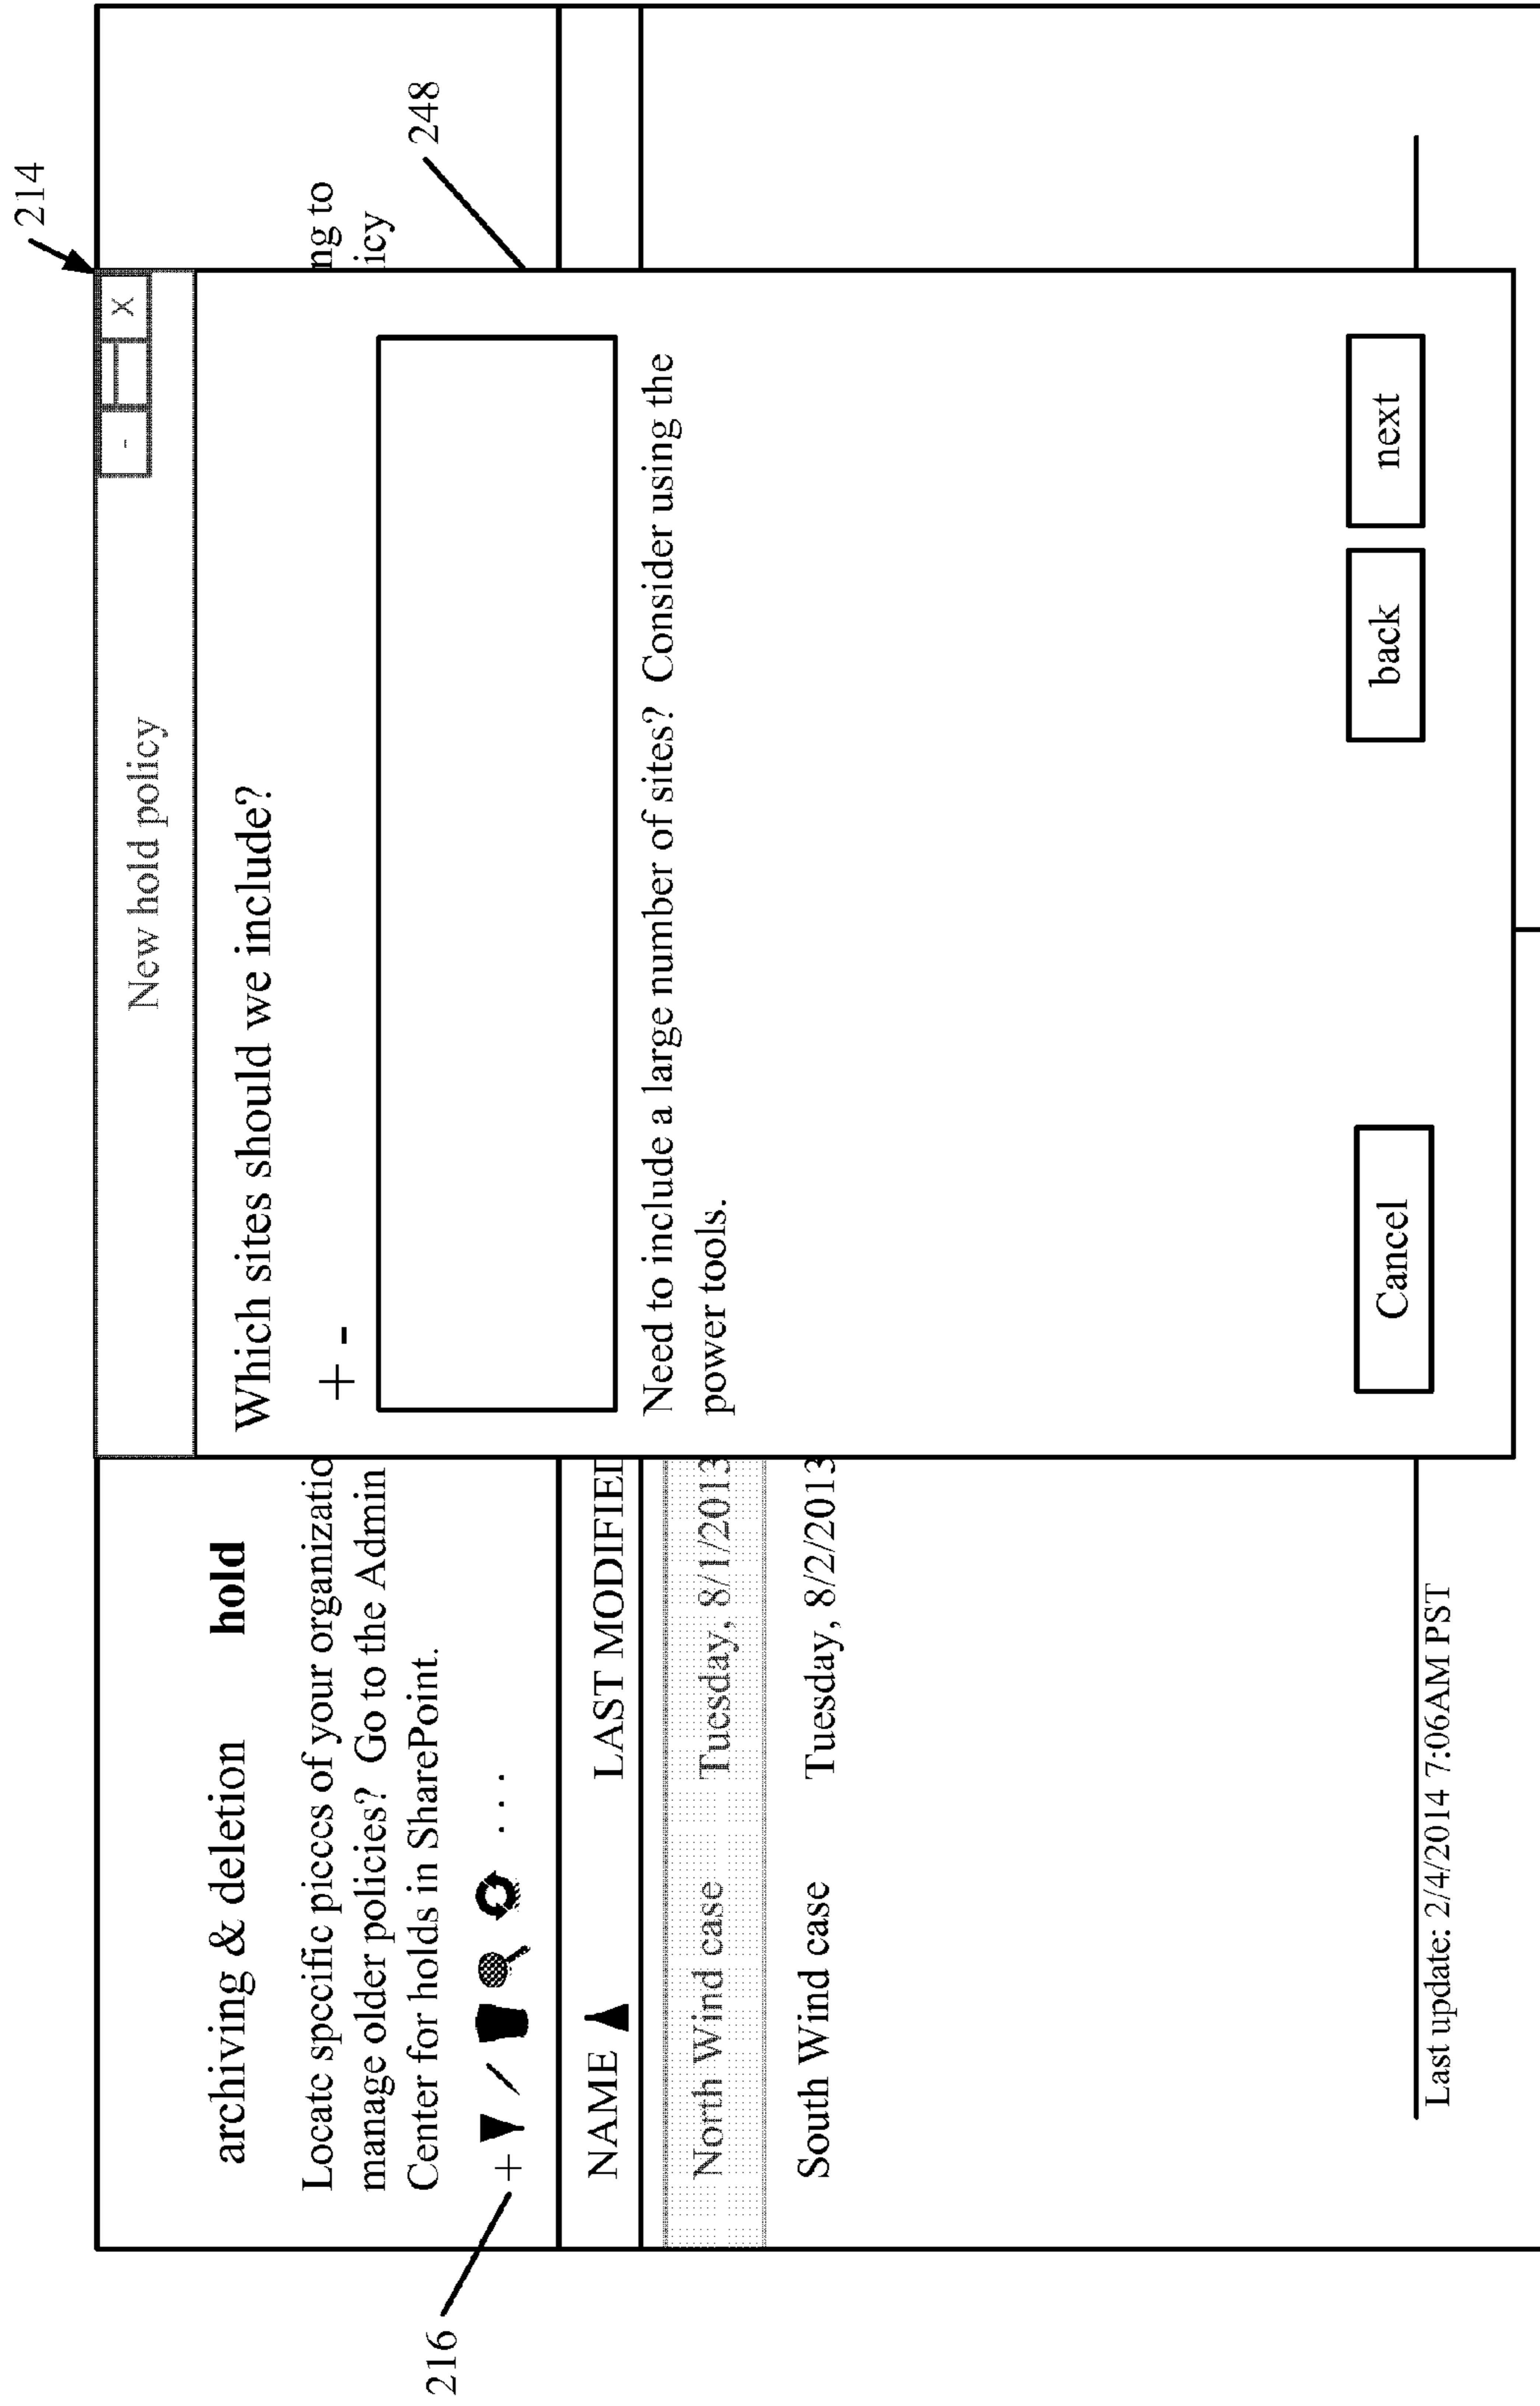 214
New hold policy
- x
archiving & deletion hold
Which sites should we include?
Locate specific pieces of your organizatio
ng to
manage older policies? Go to the Admin
icy
Center for holds in SharePoint.
+ -
248
216
+ / ...
NAME LAST MODIFIED
Need to include a large number of sites? Consider using the
power tools.
North Wind case Tuesday, 8/1/2013
South Wind case Tuesday, 8/2/2013
Cancel back next
Last update: 2/4/2014 7:06AM PST